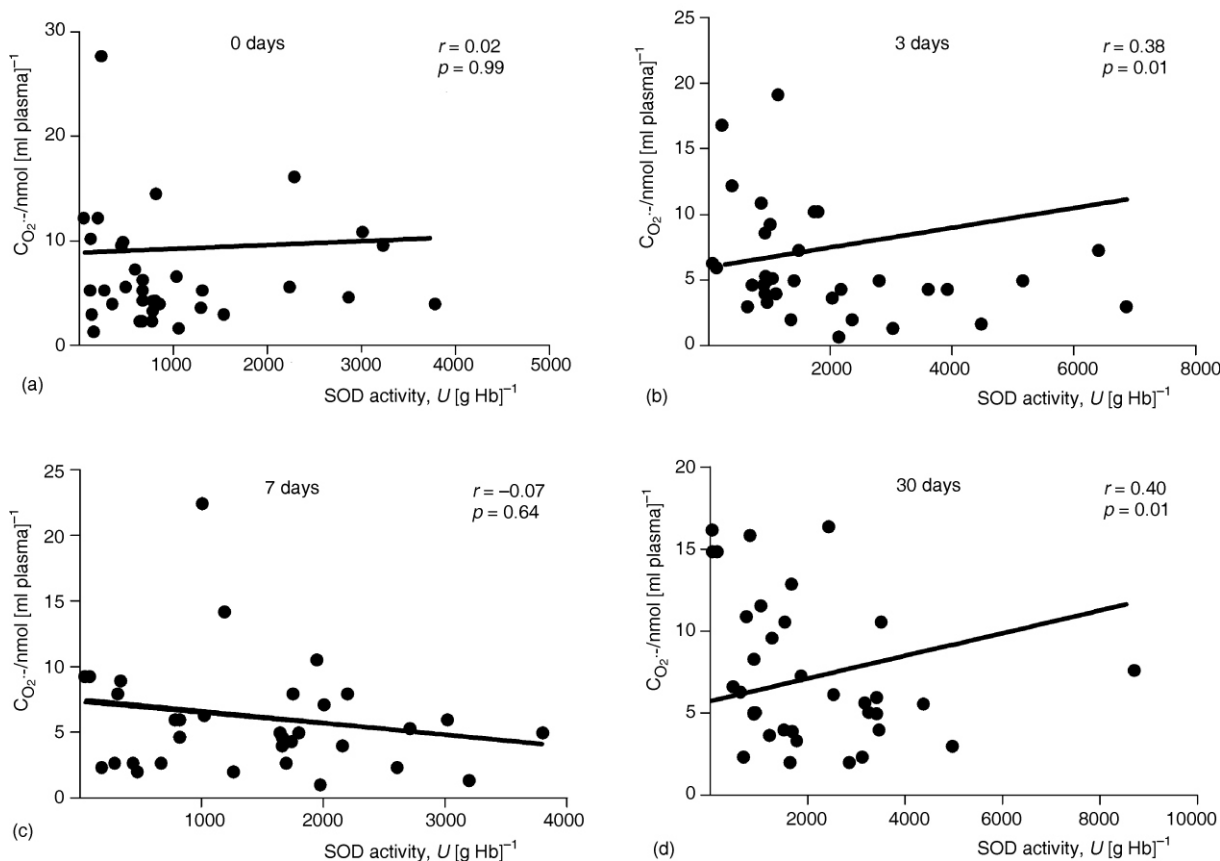 0 days
r = 0.02
p = 0.99
C_O₂·-- /nmol [ml plasma]⁻¹
30
20
10
0
1000
2000
3000
4000
5000
(a)
SOD activity, U [g Hb]⁻¹
3 days
r = 0.38
p = 0.01
C_O₂·-- /nmol [ml plasma]⁻¹
25
20
15
10
5
0
2000
4000
6000
8000
(b)
SOD activity, U [g Hb]⁻¹
7 days
r = –0.07
p = 0.64
C_O₂·-- /nmol [ml plasma]⁻¹
25
20
15
10
5
0
1000
2000
3000
4000
(c)
SOD activity, U [g Hb]⁻¹
30 days
r = 0.40
p = 0.01
C_O₂·-- /nmol [ml plasma]⁻¹
20
15
10
5
0
2000
4000
6000
8000
10000
(d)
SOD activity, U [g Hb]⁻¹